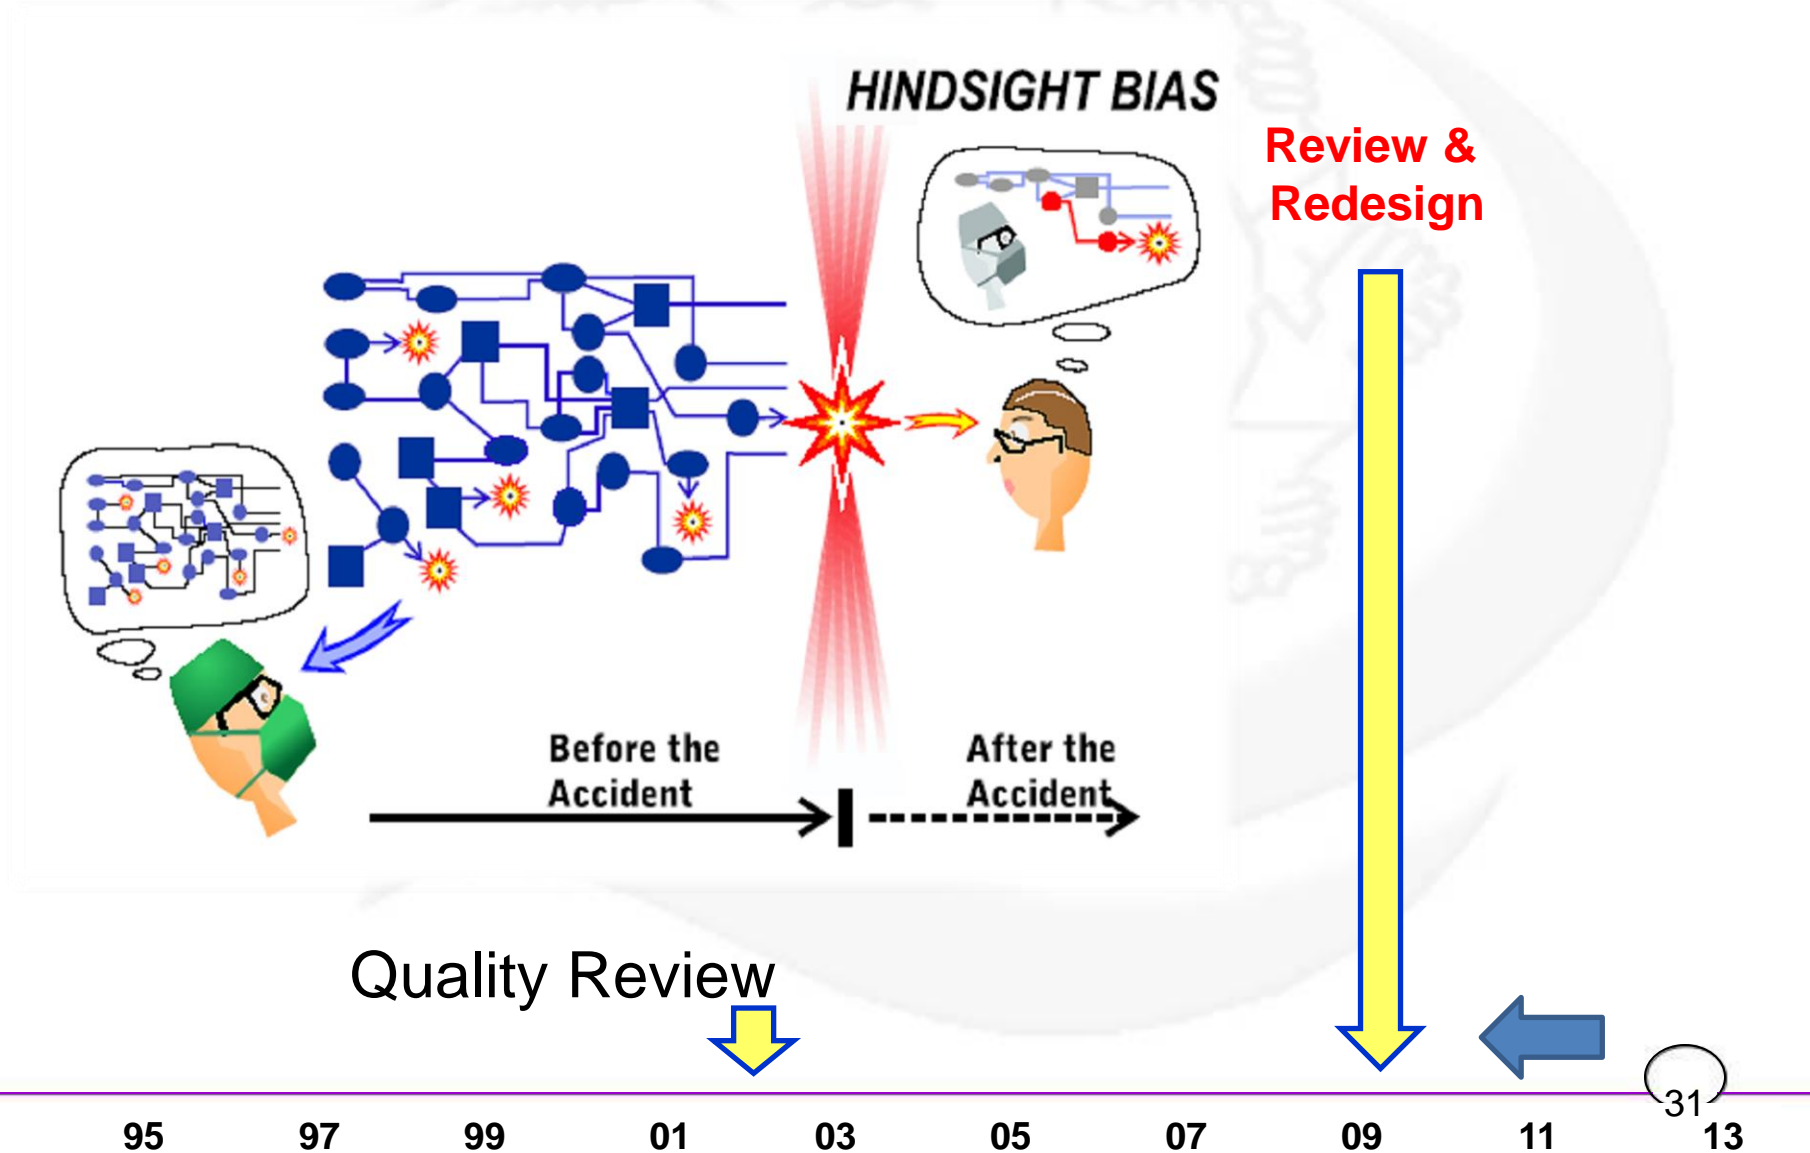 HINDSIGHT BIAS
Review &
Redesign
Before the
Accident
After the
Accident
Quality Review
31
95 97 99 01 03 05 07 09 11 13